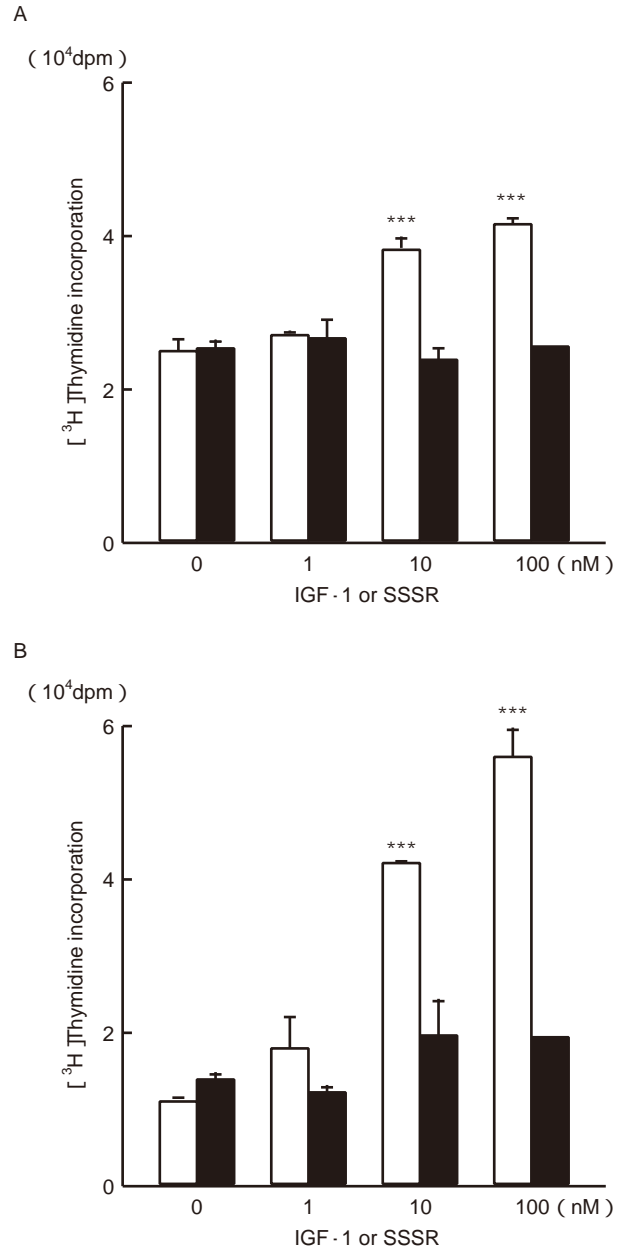 A
( 10⁴dpm )
6
***
***
4
2
0
[ ³H ]Thymidine incorporation
0 1 10 100 ( nM )
IGF - 1 or SSSR
B
( 10⁴dpm )
***
6
***
4
2
0
[ ³H ]Thymidine incorporation
0 1 10 100 ( nM )
IGF - 1 or SSSR